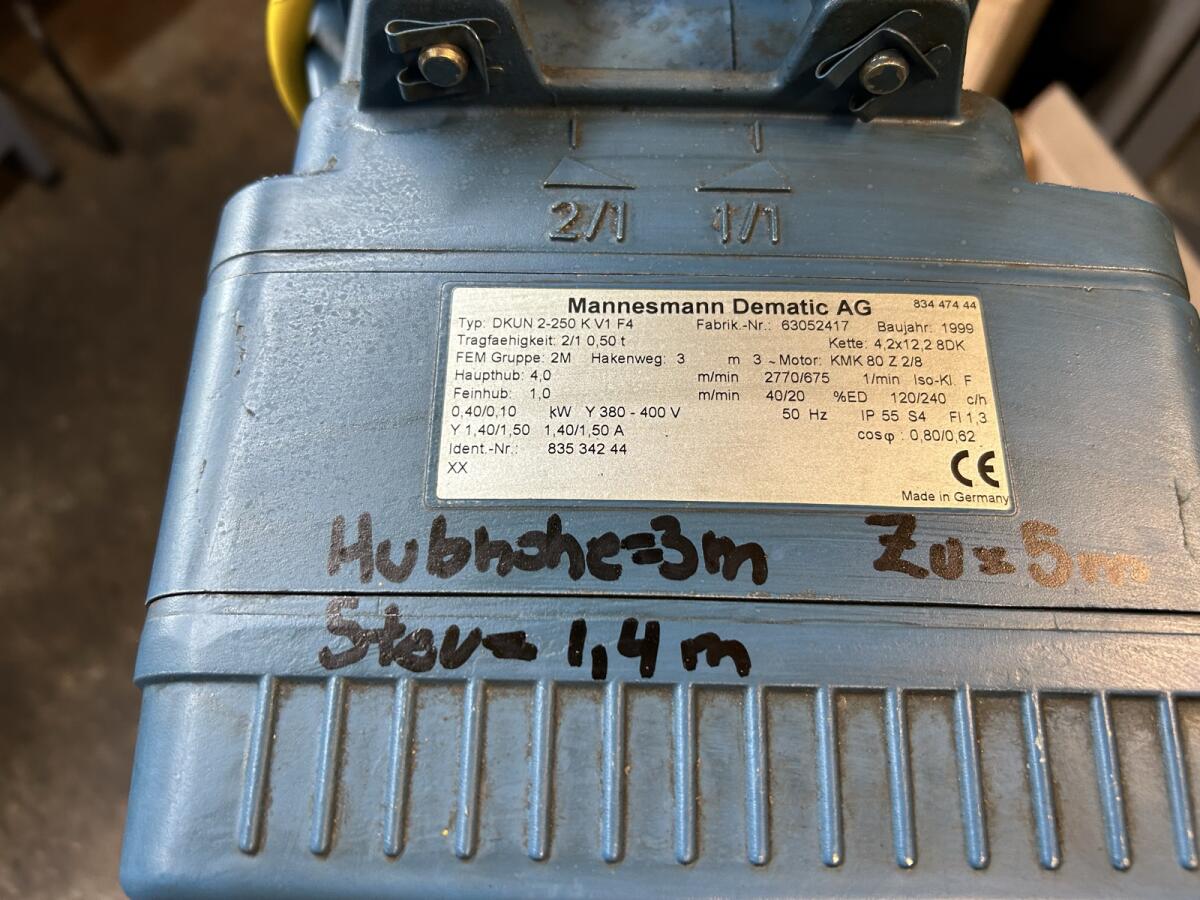 2/1 1/1
Mannesmann Dematic AG 834 474 44
Typ: DKUN 2-250 K V1 F4 Fabrik.-Nr.: 63052417 Baujahr: 1999
Tragfaehigkeit: 2/1 0,50 t Kette: 4,2x12,2 8DK
FEM Gruppe: 2M Hakenweg: 3 m 3 ~ Motor: KMK 80 Z 2/8
Haupthub: 4,0 m/min 2770/675 1/min Iso-Kl. F
Feinhub: 1,0 m/min 40/20 %ED 120/240 c/h
0,40/0,10 kW Y 380 - 400 V 50 Hz IP 55 S4 FI 1,3
Y 1,40/1,50 1,40/1,50 A cosφ : 0,80/0,62
Ident.-Nr.: 835 342 44
XX
CE
Made in Germany
Hubhöhe=3m Zu=5m
Steu=1,4m